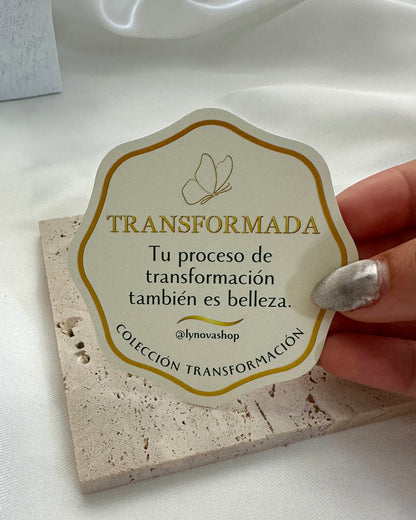 TRANSFORMADA
Tu proceso de
transformación
también es belleza.
@lynovashop
COLECCIÓN TRANSFORMACIÓN